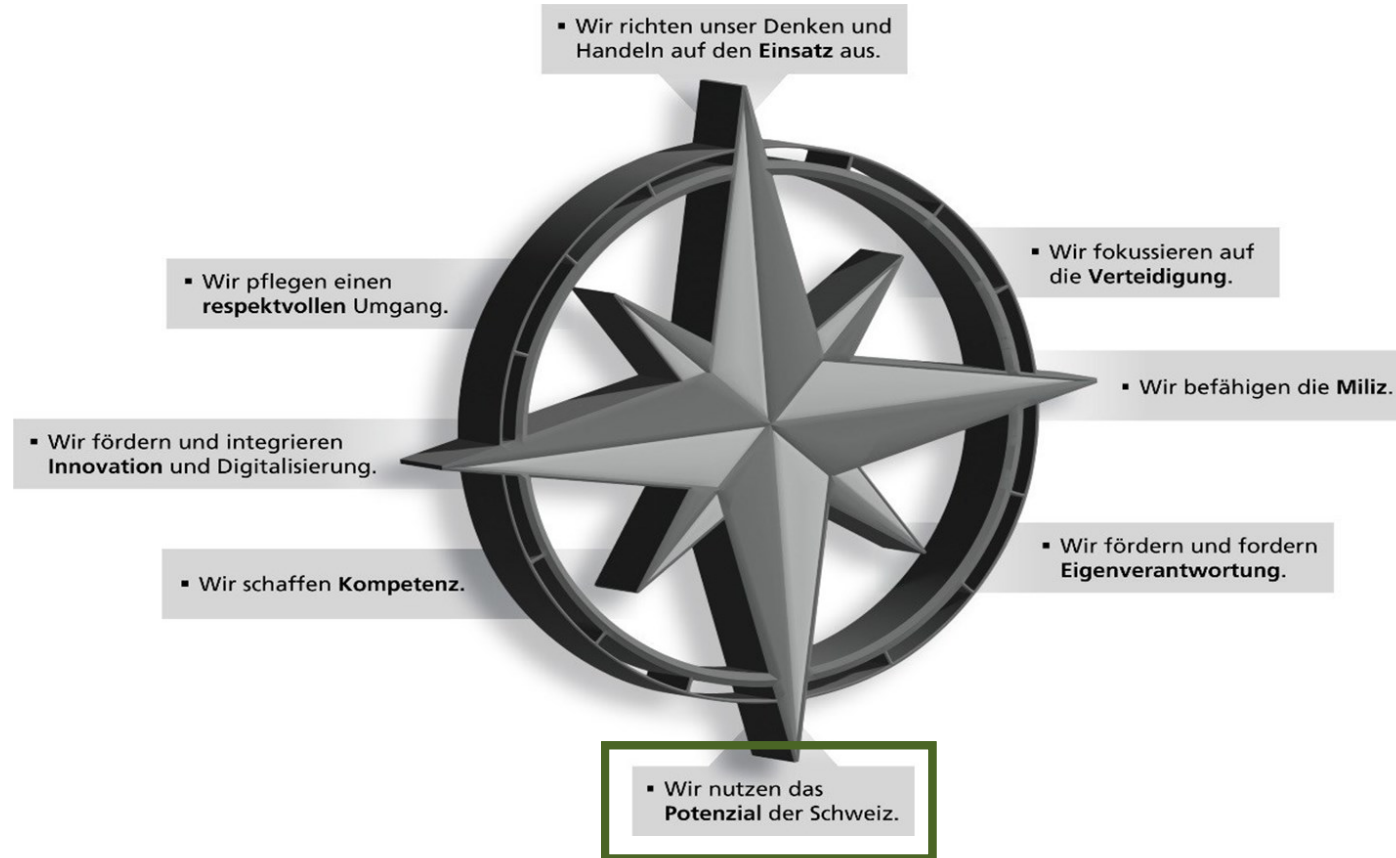 ▪ Wir richten unser Denken und
Handeln auf den Einsatz aus.
▪ Wir pflegen einen
respektvollen Umgang.
▪ Wir fokussieren auf
die Verteidigung.
▪ Wir befähigen die Miliz.
▪ Wir fördern und integrieren
Innovation und Digitalisierung.
▪ Wir schaffen Kompetenz.
▪ Wir fördern und fordern
Eigenverantwortung.
▪ Wir nutzen das
Potenzial der Schweiz.